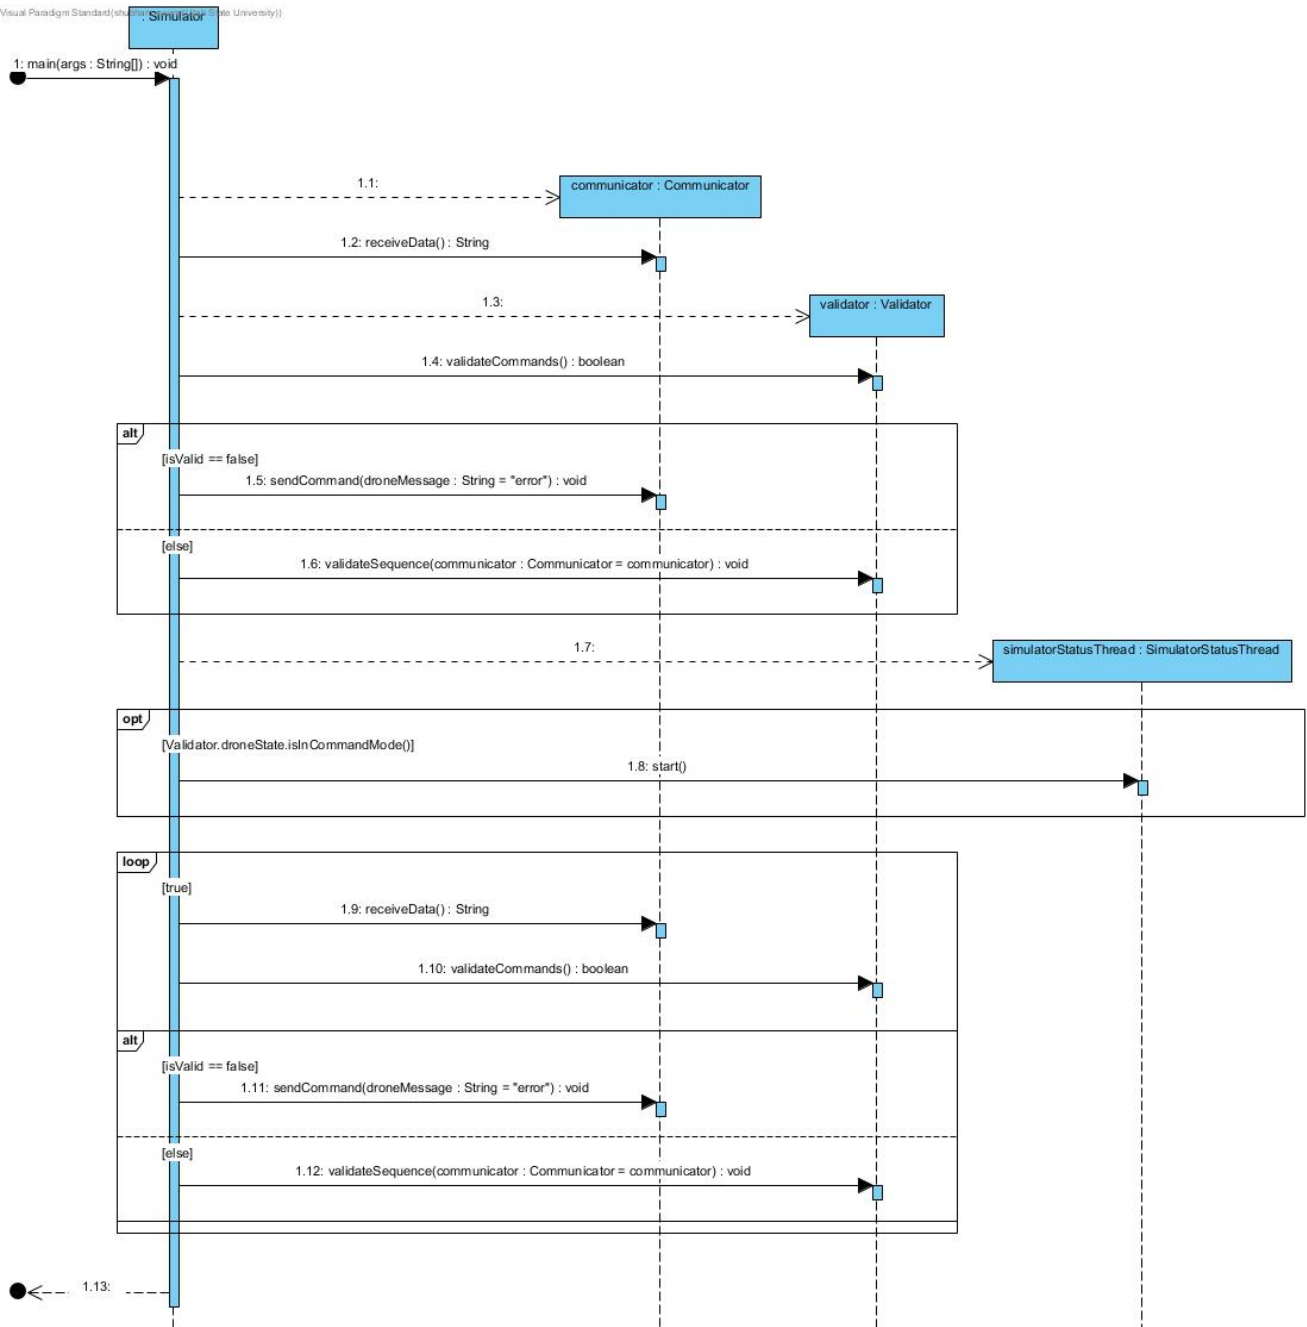 Visual Paradigm Standard(shu State University))
: Simulator
1: main(args : String[]) : void
1.1:
communicator : Communicator
1.2: receiveData() : String
1.3:
validator : Validator
1.4: validateCommands() : boolean
alt
[isValid == false]
1.5: sendCommand(droneMessage : String = "error") : void
[else]
1.6: validateSequence(communicator : Communicator = communicator) : void
1.7:
simulatorStatusThread : SimulatorStatusThread
opt
[Validator.droneState.isInCommandMode()]
1.8: start()
loop
[true]
1.9: receiveData() : String
1.10: validateCommands() : boolean
alt
[isValid == false]
1.11: sendCommand(droneMessage : String = "error") : void
[else]
1.12: validateSequence(communicator : Communicator = communicator) : void
1.13: